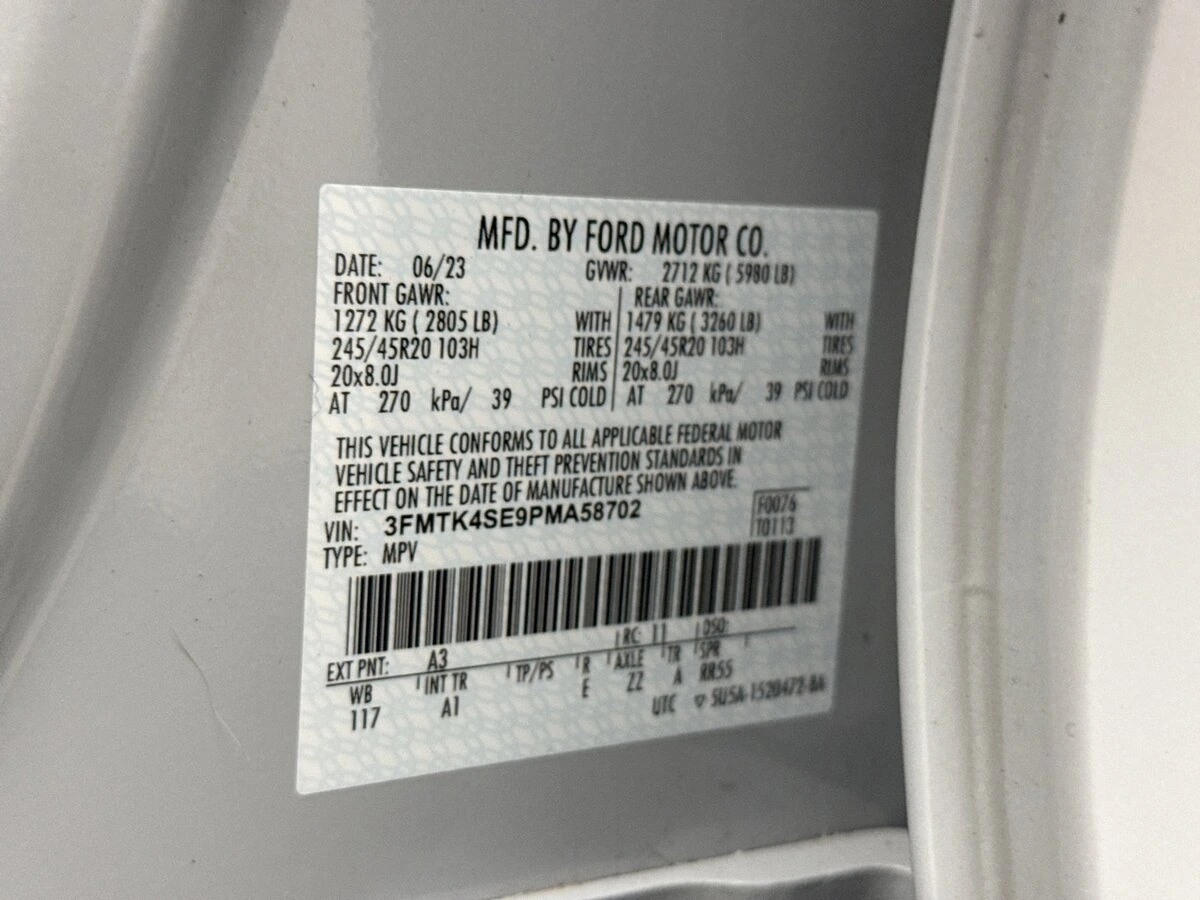 MFD. BY FORD MOTOR CO.
DATE: 06/23 GVWR: 2712 KG ( 5980 LB)
FRONT GAWR: REAR GAWR:
1272 KG ( 2805 LB) WITH 1479 KG ( 3260 LB) WITH
245/45R20 103H TIRES 245/45R20 103H TIRES
20x8.0J RIMS 20x8.0J RIMS
AT 270 kPa/ 39 PSI COLD AT 270 kPa/ 39 PSI COLD
THIS VEHICLE CONFORMS TO ALL APPLICABLE FEDERAL MOTOR
VEHICLE SAFETY AND THEFT PREVENTION STANDARDS IN
EFFECT ON THE DATE OF MANUFACTURE SHOWN ABOVE.
VIN: 3FMTK4SE9PMA58702 F0076
TYPE: MPV T0113
EXT PNT: A3 RC: 11 DSO:
WB INT TR TP/PS R AXLE TR SPR
117 A1 E Z2 A RR55
UTC ▽ 5U5A-1520472-BA